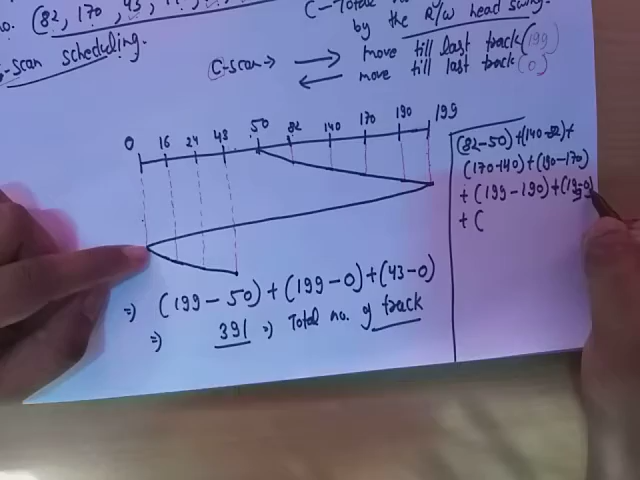 no. (82, 170, 43,
C-scan scheduling.
C-Total
by the R/W head
C-scan → move till last track (199)
move till last track (0)
0 16 24 43 50 82 140 170 190 199
⇒ (199-50)+(199-0)+(43-0)
⇒ 391 ⇒ Total no. of track
(82-50)+(140-82)+
(170-140)+(190-170)
+(199-190)+(199-0)
+(